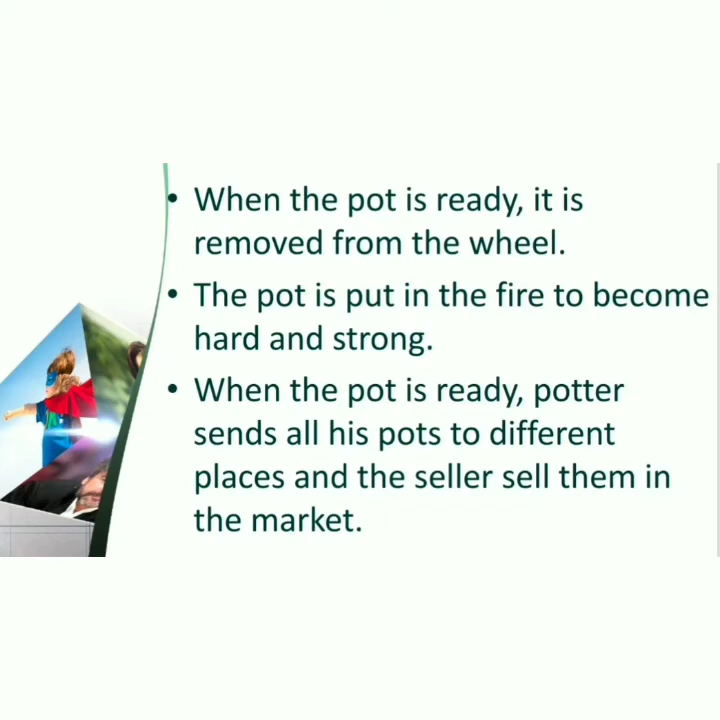 • When the pot is ready, it is
removed from the wheel.
• The pot is put in the fire to become
hard and strong.
• When the pot is ready, potter
sends all his pots to different
places and the seller sell them in
the market.